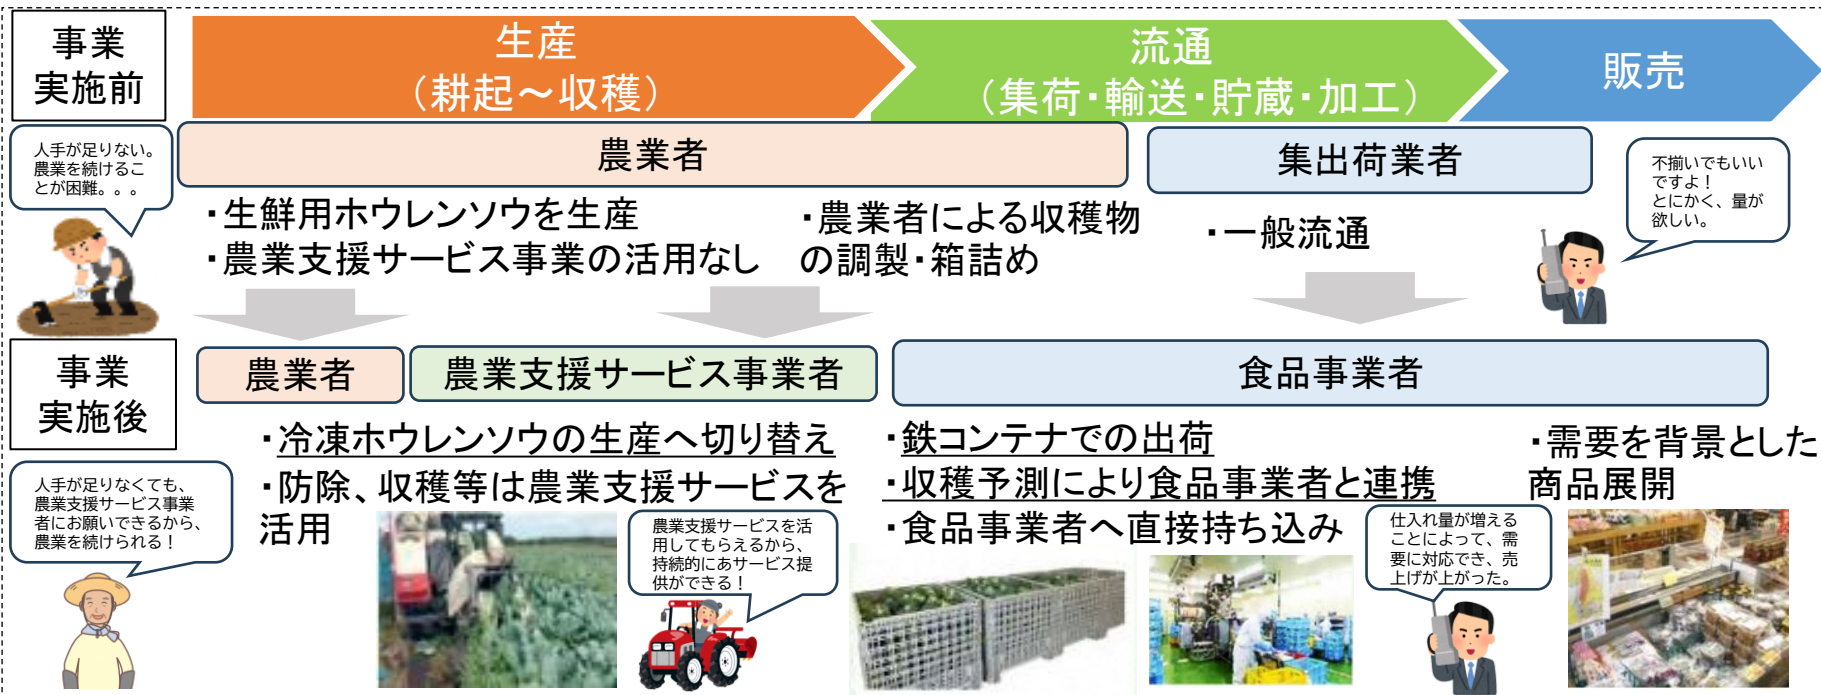 事業
実施前
生産
（耕起～収穫）
流通
（集荷・輸送・貯蔵・加工）
販売
人手が足りない。
農業を続けるこ
とが困難。。。
農業者
集出荷業者
不揃いでもいい
ですよ！
とにかく、量が
欲しい。
・生鮮用ホウレンソウを生産
・農業支援サービス事業の活用なし
・農業者による収穫物
の調製・箱詰め
・一般流通
事業
実施後
農業者
農業支援サービス事業者
食品事業者
人手が足りなくても、
農業支援サービス事業
者にお願いできるから、
農業を続けられる！
・冷凍ホウレンソウの生産へ切り替え
・防除、収穫等は農業支援サービスを
活用
農業支援サービスを活
用してもらえるから、
持続的にあサービス提
供ができる！
・鉄コンテナでの出荷
・収穫予測により食品事業者と連携
・食品事業者へ直接持ち込み
仕入れ量が増える
ことによって、需
要に対応でき、売
上げが上がった。
・需要を背景とした
商品展開